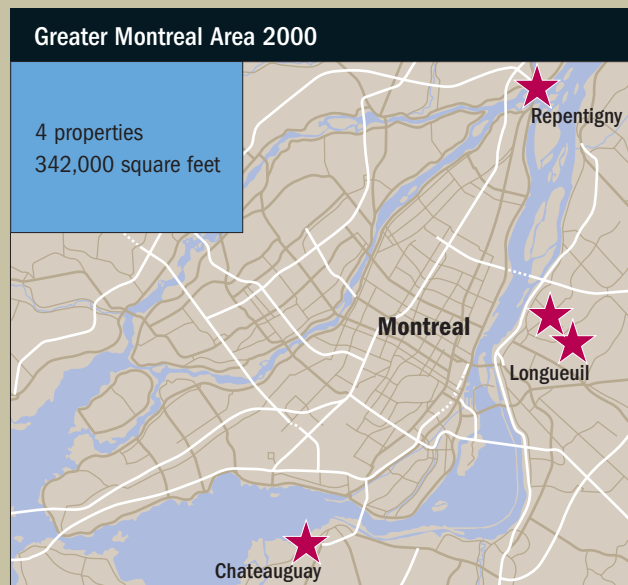 Greater Montreal Area 2000
4 properties
342,000 square feet
Repentigny
Montreal
Longueuil
Chateauguay